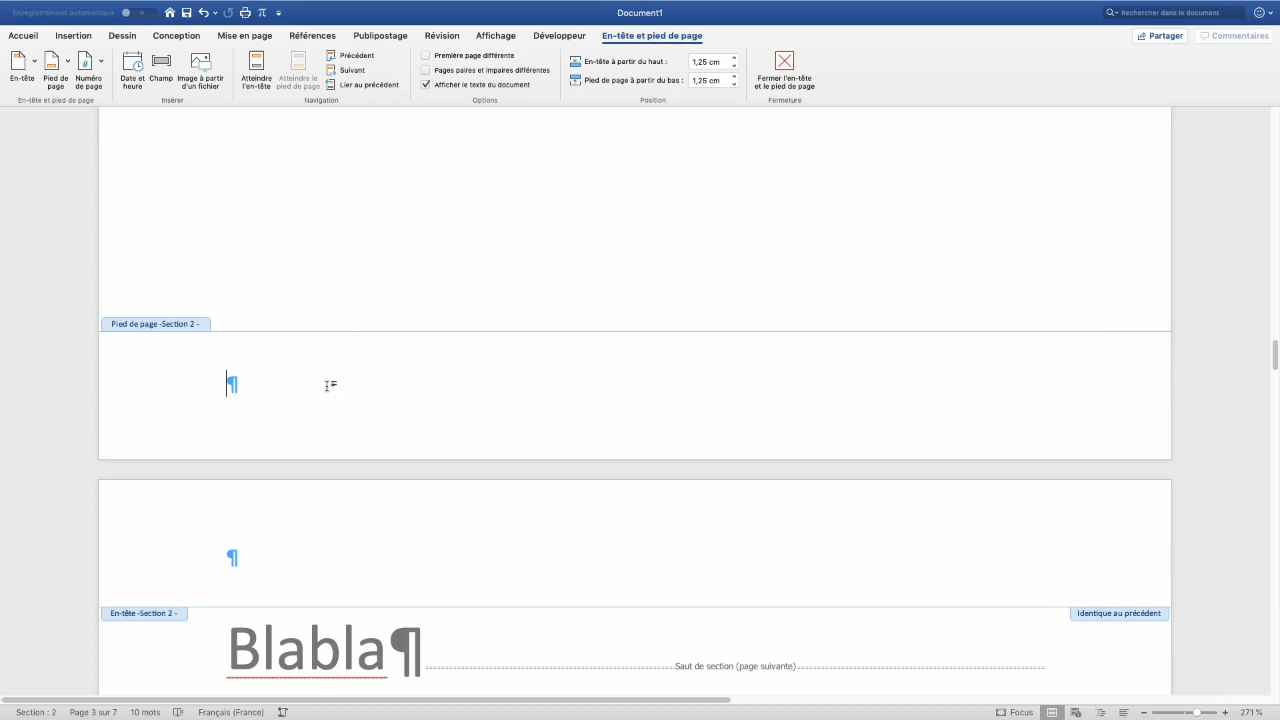 Enregistrement automatique
Document1
Rechercher dans le document
Accueil Insertion Dessin Conception Mise en page Références Publipostage Révision Affichage Développeur En-tête et pied de page
Partager Commentaires
En-tête
Pied de page
Numéro de page
En-tête et pied de page
Date et heure
Champ
Image à partir d'un fichier
Insérer
Atteindre l'en-tête
Atteindre le pied de page
Précédent
Suivant
Lier au précédent
Navigation
Première page différente
Pages paires et impaires différentes
Afficher le texte du document
Options
En-tête à partir du haut : 1,25 cm
Pied de page à partir du bas : 1,25 cm
Position
Fermer l'en-tête et le pied de page
Fermeture
Pied de page -Section 2 -
¶
¶
En-tête -Section 2 -
Identique au précédent
Blabla¶
Saut de section (page suivante)
Section : 2 Page 3 sur 7 10 mots Français (France) Focus 271 %